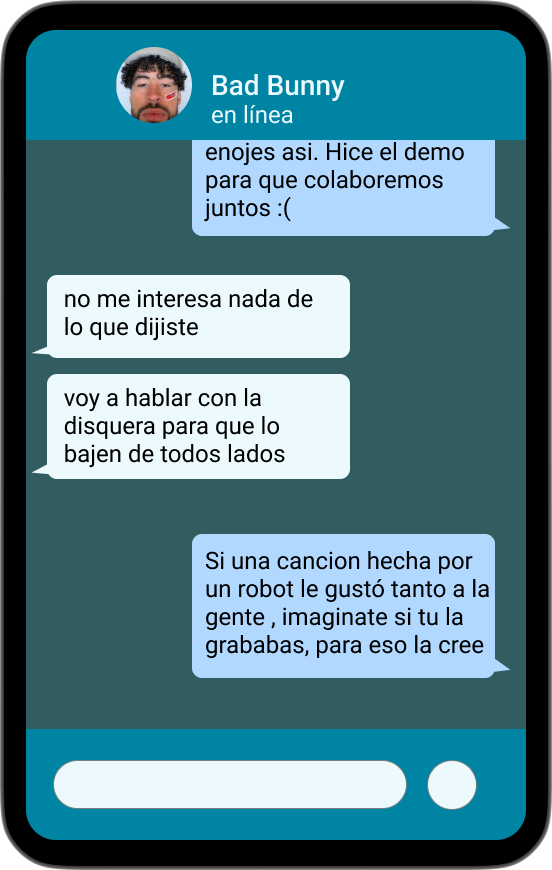 Bad Bunny
en línea
enojes asi. Hice el demo
para que colaboremos
juntos :(
no me interesa nada de
lo que dijiste
voy a hablar con la
disquera para que lo
bajen de todos lados
Si una cancion hecha por
un robot le gustó tanto a la
gente , imaginate si tu la
grababas, para eso la cree